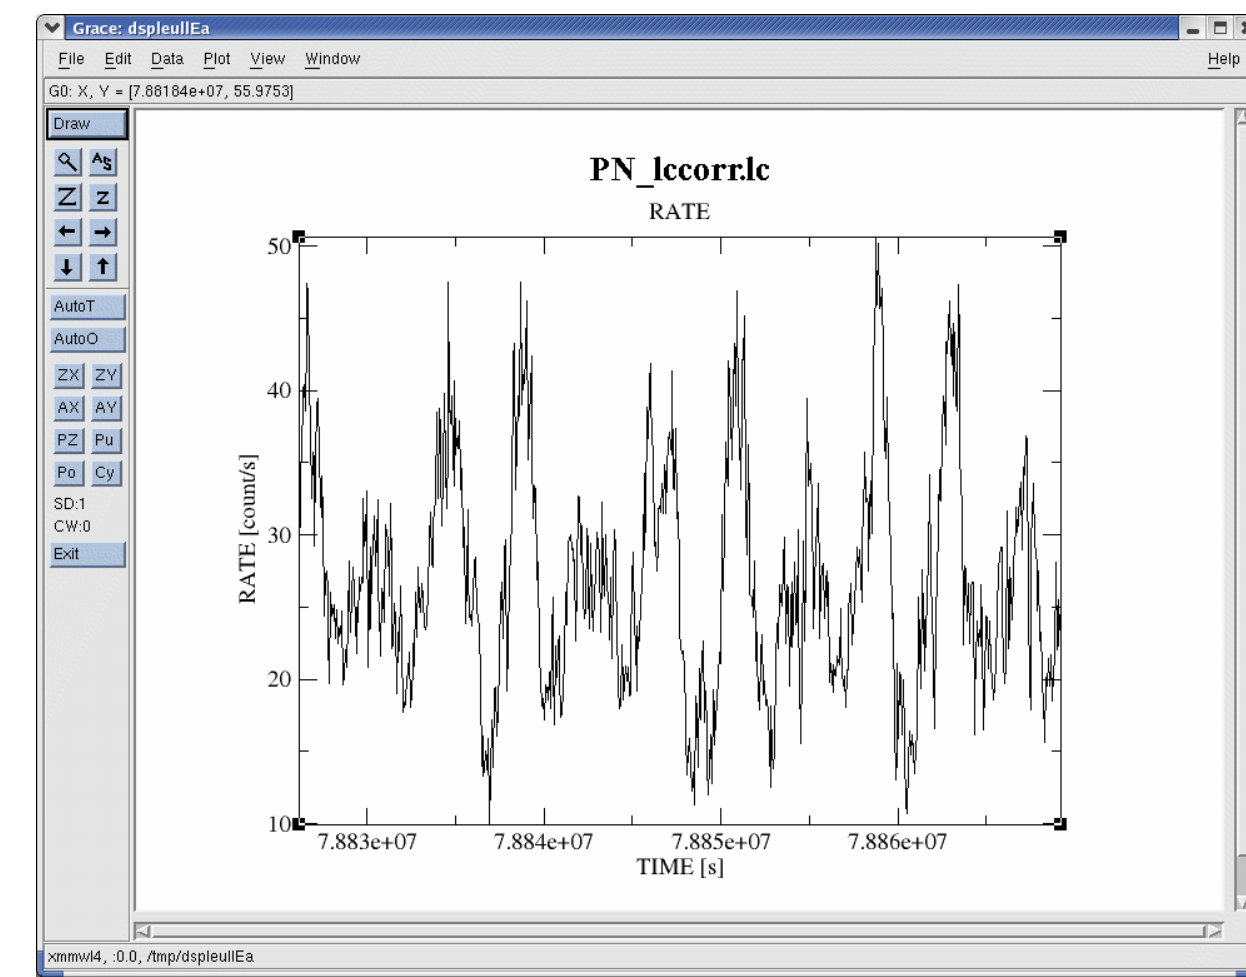 Grace: dspleullEa
File Edit Data Plot View Window Help
G0: X, Y = [7.88184e+07, 55.9753]
Draw
AS
Z z
AutoT
AutoO
ZX ZY
AX AY
PZ Pu
Po Cy
SD:1
CW:0
Exit
PN_lccorr.lc
RATE
50
40
30
20
10
RATE [count/s]
7.883e+07 7.884e+07 7.885e+07 7.886e+07
TIME [s]
xmmvl4, :0.0, /tmp/dspleullEa